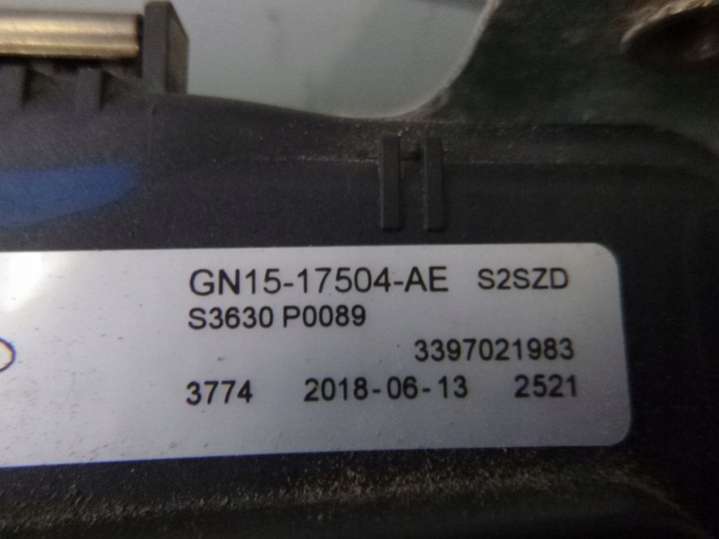 GN15-17504-AE S2SZD
S3630 P0089
3397021983
3774 2018-06-13 2521